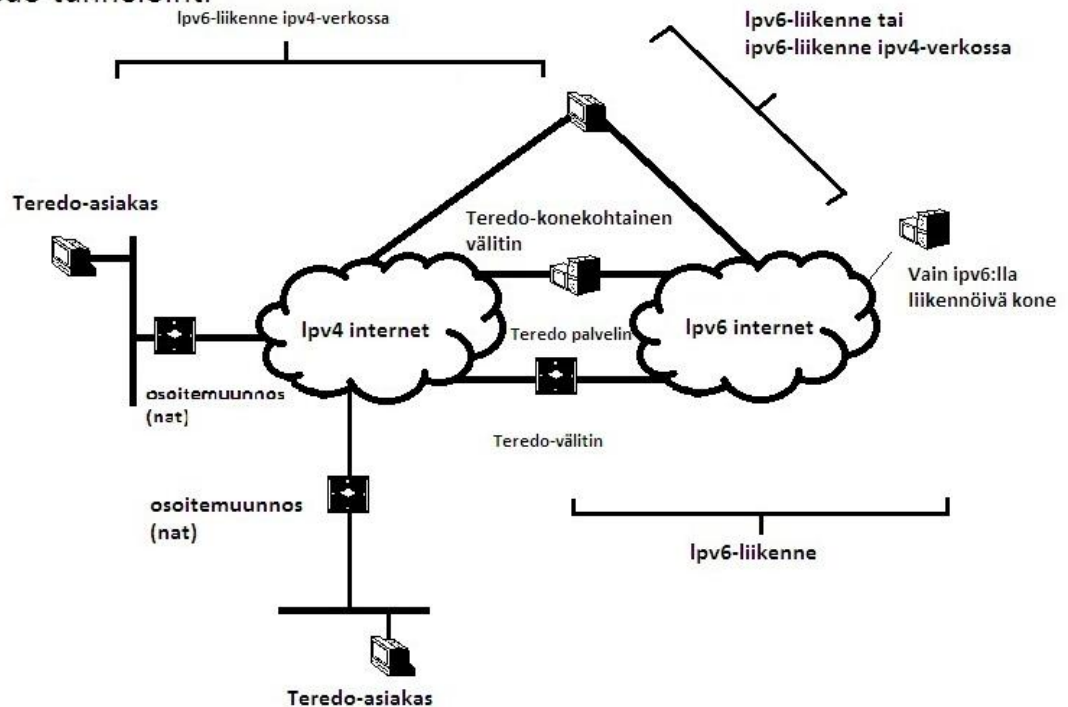 Ipv6-liikenne ipv4-verkossa
Ipv6-liikenne tai
ipv6-liikenne ipv4-verkossa
Teredo-asiakas
Teredo-konekohtainen
välitin
Vain ipv6:lla
liikennöivä kone
Ipv4 internet
Teredo palvelin
Ipv6 internet
osoitemuunnos
(nat)
Teredo-välitin
osoitemuunnos
(nat)
Ipv6-liikenne
Teredo-asiakas